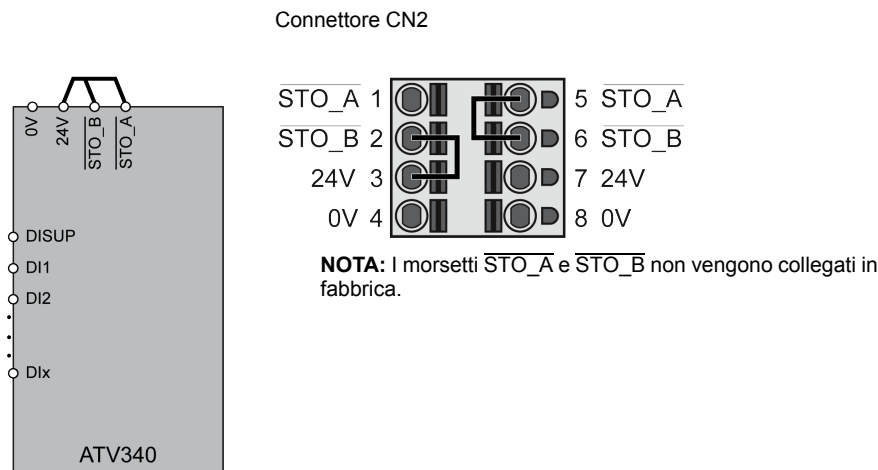 Connettore CN2
0V
24V
STO_B
STO_A
DISUP
DI1
DI2
DIx
ATV340
STO_A 1
5 STO_A
STO_B 2
6 STO_B
24V 3
7 24V
0V 4
8 0V
NOTA: I morsetti STO_A e STO_B non vengono collegati in
fabbrica.